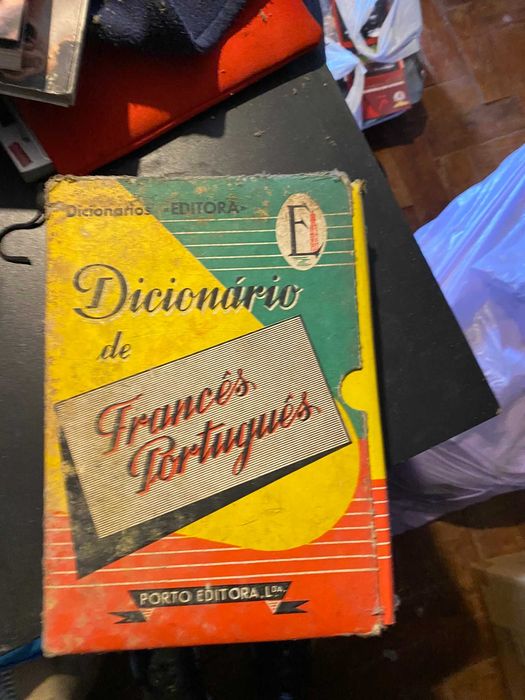 Dicionários «EDITORA»
E
Dicionário
de
Francês
Português
PORTO EDITORA, L.DA